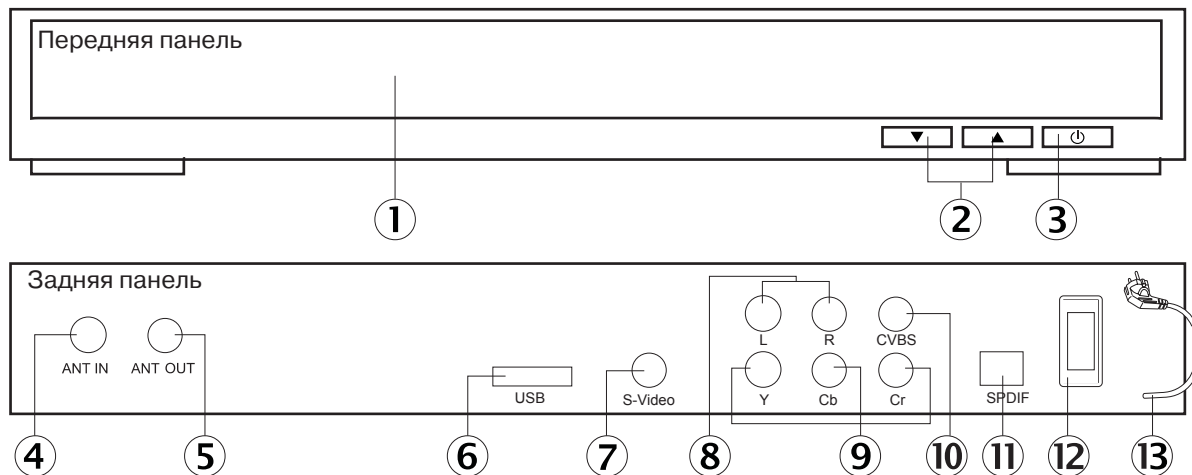 Передняя панель
▼ ▲
1 2 3
Задняя панель
L R CVBS
ANT IN ANT OUT
USB S-Video Y Cb Cr SPDIF
4 5 6 7 8 9 10 11 12 13